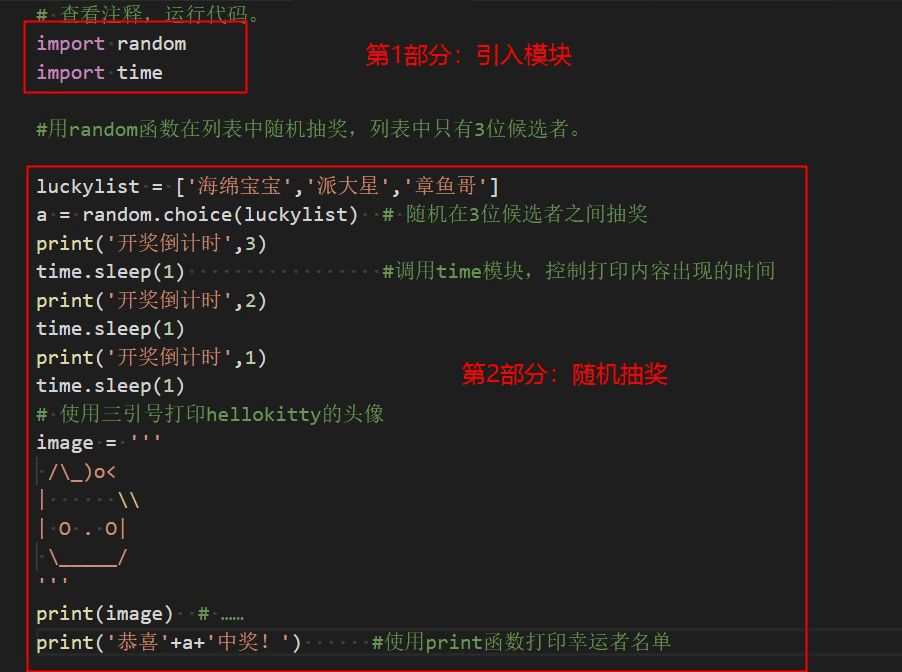 # 查看注释，运行代码。
import random
第1部分：引入模块
import time
#用random函数在列表中随机抽奖，列表中只有3位候选者。
luckylist = ['海绵宝宝','派大星','章鱼哥']
a = random.choice(luckylist)  # 随机在3位候选者之间抽奖
print('开奖倒计时',3)
time.sleep(1)                 #调用time模块，控制打印内容出现的时间
print('开奖倒计时',2)
time.sleep(1)
print('开奖倒计时',1)
第2部分：随机抽奖
time.sleep(1)
# 使用三引号打印hellokitty的头像
image = '''
 /\_)o<
|      \\
| O . O|
 \_____/
'''
print(image)  # ……
print('恭喜'+a+'中奖！')      #使用print函数打印幸运者名单